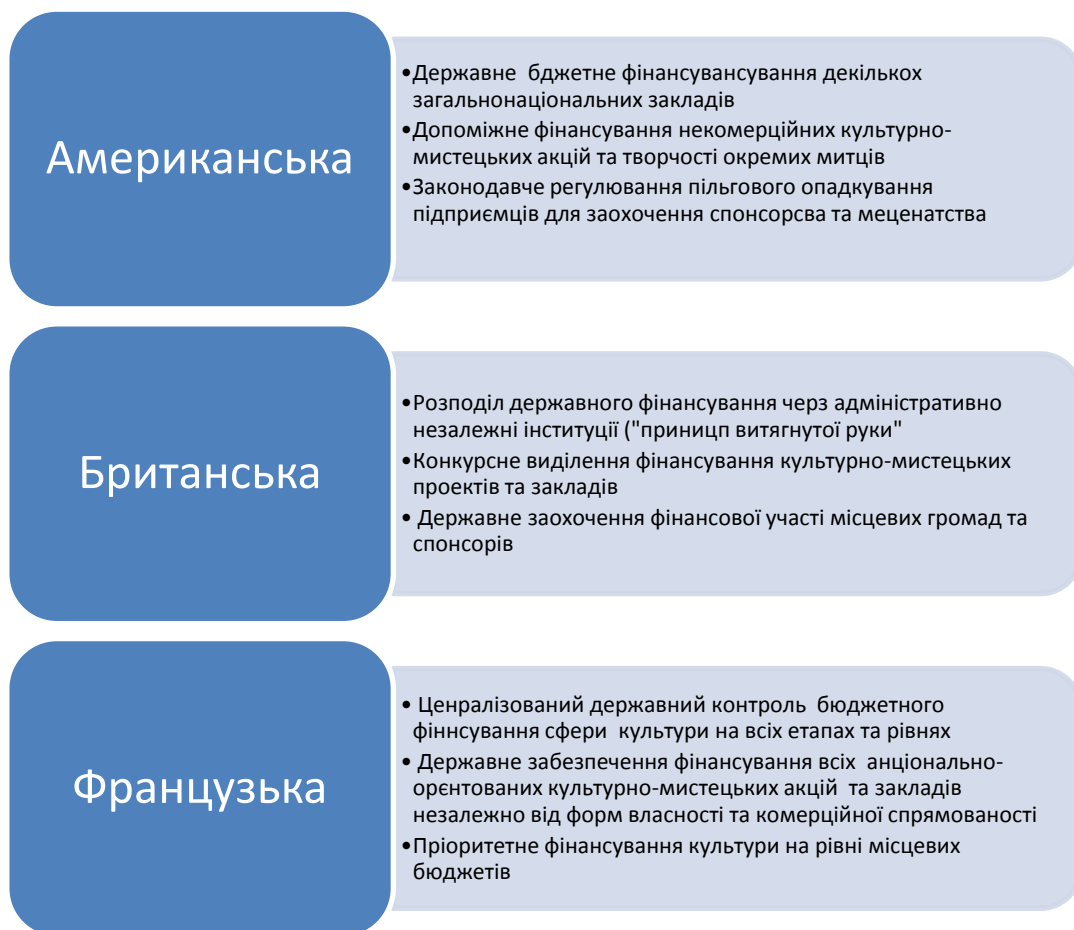 Американська
•Державне бджетне фінансувансування декількох
загальнонаціональних закладів
•Допоміжне фінансування некомерційних культурно-
мистецьких акцій та творчості окремих митців
•Законодавче регулювання пільгового опадкування
підприємців для заохочення спонсорсва та меценатства
Британська
•Розподіл державного фінансування черз адміністративно
незалежні інституції ("приницп витягнутої руки"
•Конкурсне виділення фінансування культурно-мистецьких
проектів та закладів
• Державне заохочення фінансової участі місцевих громад та
спонсорів
Французька
• Ценралізований державний контроль бюджетного
фіннсування сфери культури на всіх етапах та рівнях
• Державне забезпечення фінансування всіх анціонально-
орєнтованих культурно-мистецьких акцій та закладів
незалежно від форм власності та комерційної спрямованості
•Пріоритетне фінансування культури на рівні місцевих
бюджетів